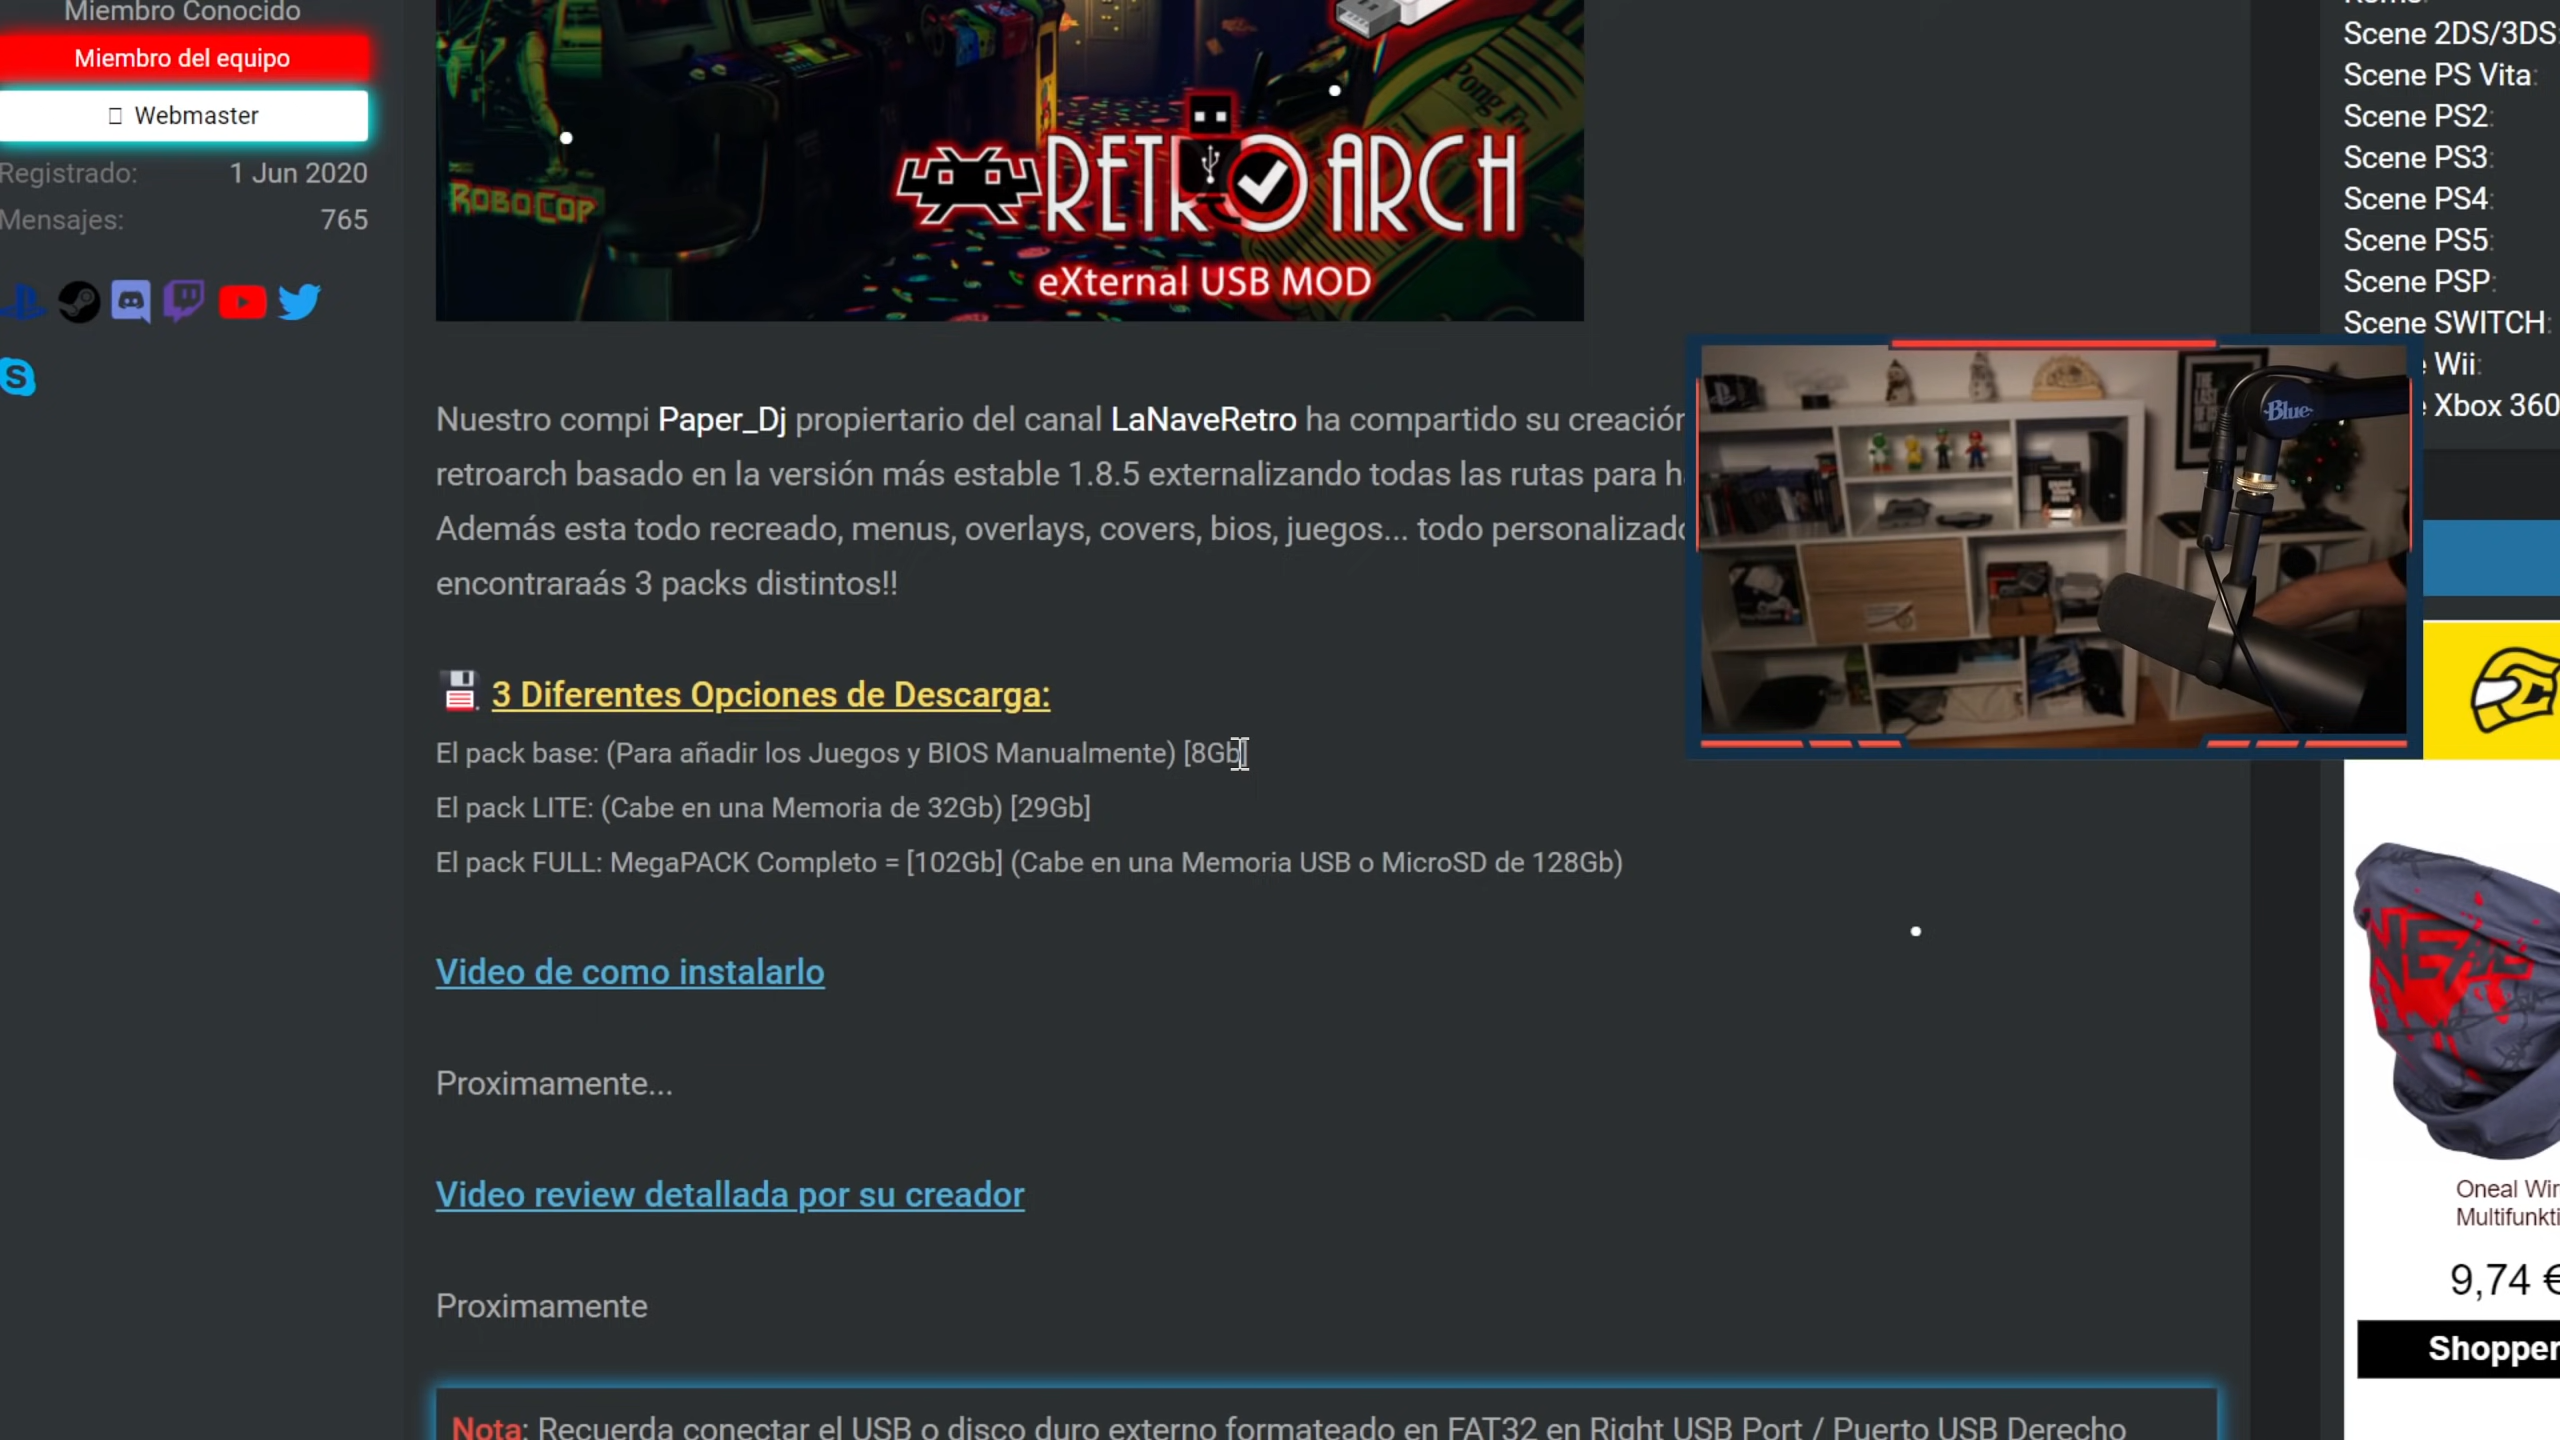 Miembro Conocido
Miembro del equipo
Webmaster
Registrado: 1 Jun 2020
Mensajes: 765
ROBOCOP
Pong
RETROARCH
eXternal USB MOD
Nuestro compi Paper_Dj propiertario del canal LaNaveRetro ha compartido su creación
retroarch basado en la versión más estable 1.8.5 externalizando todas las rutas para
Además esta todo recreado, menus, overlays, covers, bios, juegos... todo personalizado
encontraraás 3 packs distintos!!
3 Diferentes Opciones de Descarga:
El pack base: (Para añadir los Juegos y BIOS Manualmente) [8Gb]
El pack LITE: (Cabe en una Memoria de 32Gb) [29Gb]
El pack FULL: MegaPACK Completo = [102Gb] (Cabe en una Memoria USB o MicroSD de 128Gb)
Video de como instalarlo
Proximamente...
Video review detallada por su creador
Proximamente
Nota: Recuerda conectar el USB o disco duro externo formateado en FAT32 en Right USB Port / Puerto USB Derecho
Scene 2DS/3DS
Scene PS Vita:
Scene PS2:
Scene PS3:
Scene PS4:
Scene PS5:
Scene PSP:
Scene SWITCH:
Wii:
Xbox 360
THE LAST OF US
Blue
Oneal
9,74 €